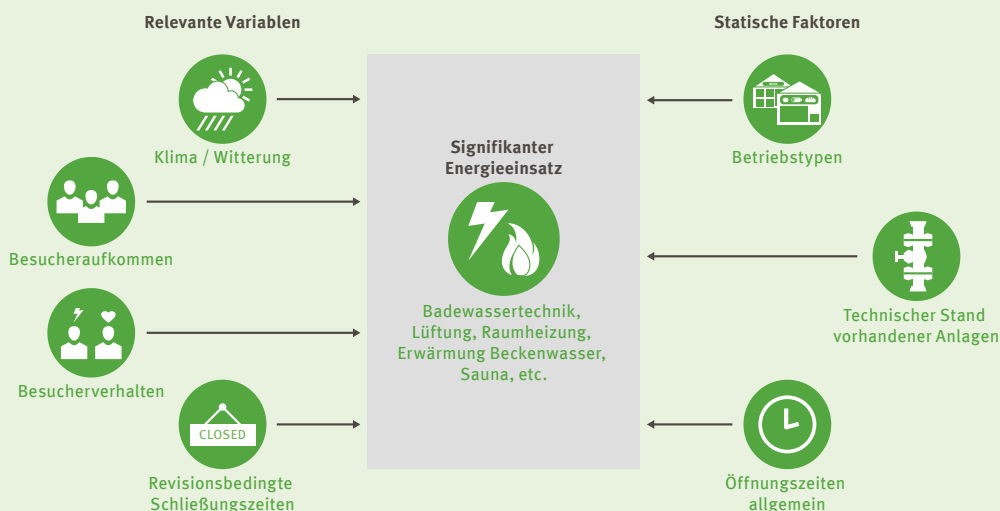 Relevante Variablen
Klima / Witterung
Besucheraufkommen
Besucherverhalten
CLOSED
Revisionsbedingte
Schließungszeiten
Signifikanter
Energieeinsatz
Badewassertechnik,
Lüftung, Raumheizung,
Erwärmung Beckenwasser,
Sauna, etc.
Statische Faktoren
Betriebstypen
Technischer Stand
vorhandener Anlagen
Öffnungszeiten
allgemein